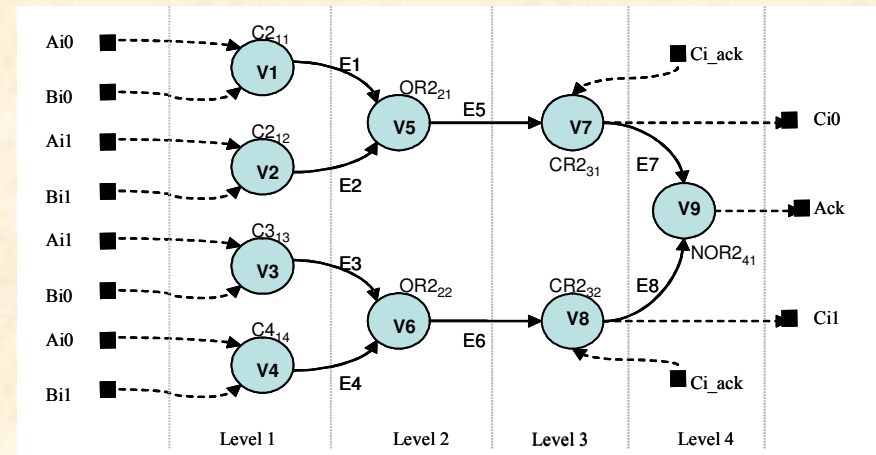 Ai0
Bi0
Ai1
Bi1
Ai1
Bi0
Ai0
Bi1
C2₁₁
V1
C2₁₂
V2
C3₁₃
V3
C4₁₄
V4
E1
E2
E3
E4
OR2₂₁
V5
OR2₂₂
V6
E5
E6
Ci_ack
V7
CR2₃₁
CR2₃₂
V8
Ci_ack
E7
E8
V9
NOR2₄₁
Ci0
Ack
Ci1
Level 1
Level 2
Level 3
Level 4